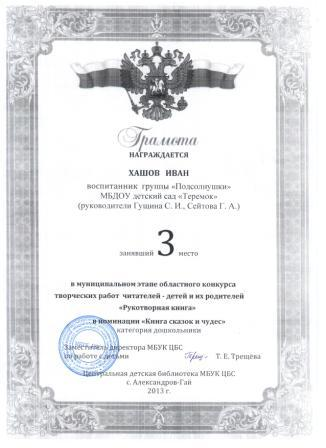 Грамота
НАГРАЖДАЕТСЯ
ХАШОВ ИВАН
воспитанник группы «Подсолнушки»
МБДОУ детский сад «Теремок»
(руководители Гущина С. И., Сейтова Г. А.)
занявший 3 место
в муниципальном этапе областного конкурса
творческих работ читателей - детей и их родителей
«Рукотворная книга»
в номинации «Книга сказок и чудес»
категория дошкольники
Заместитель директора МБУК ЦБС
по работе с детьми Т. Е. Трещёва
Центральная детская библиотека МБУК ЦБС
с. Александров-Гай
2013 г.